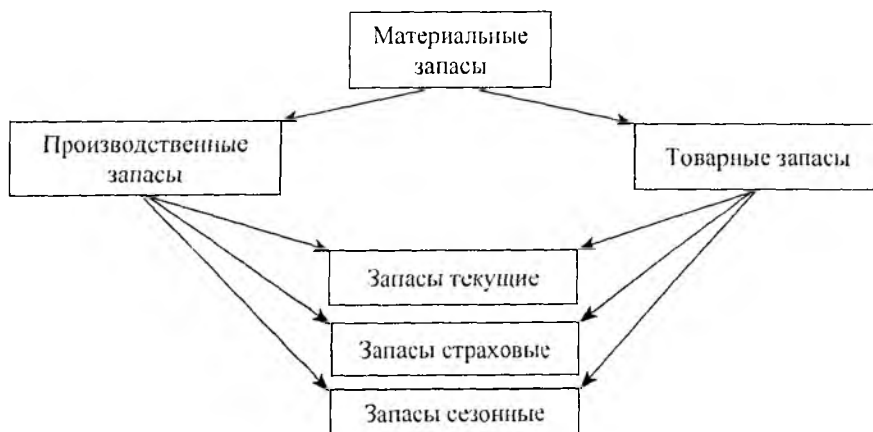 Материальные
запасы
Производственные
запасы
Товарные запасы
Запасы текущие
Запасы страховые
Запасы сезонные